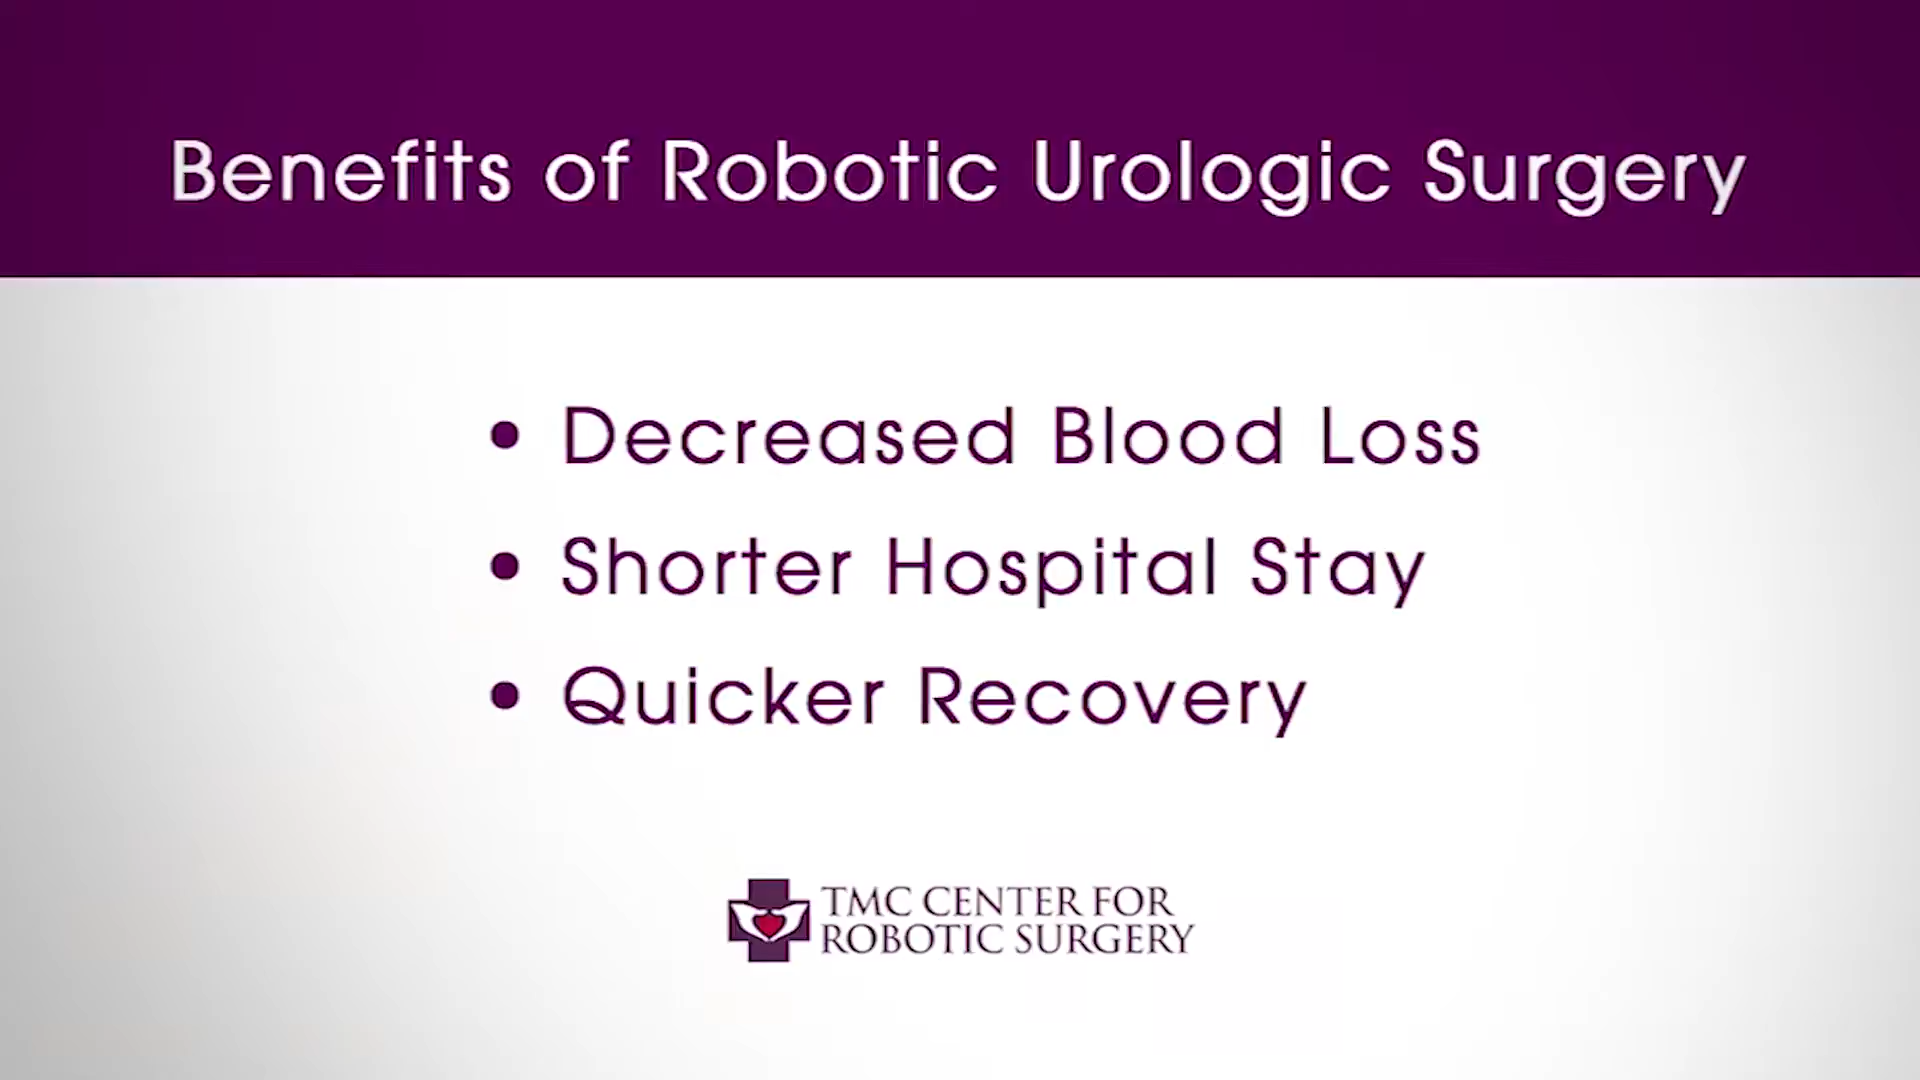 Benefits of Robotic Urologic Surgery
• Decreased Blood Loss
• Shorter Hospital Stay
• Quicker Recovery
TMC CENTER FOR
ROBOTIC SURGERY